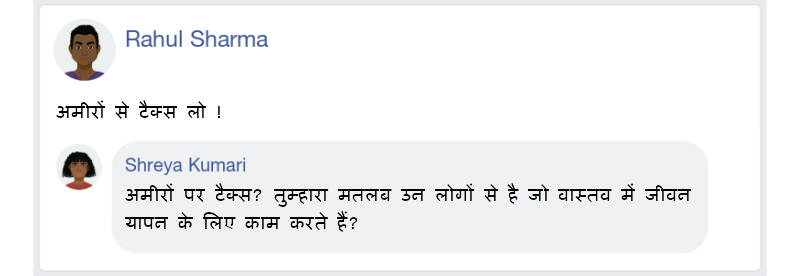 Rahul Sharma
अमीरों से टैक्स लो !
Shreya Kumari
अमीरों पर टैक्स? तुम्हारा मतलब उन लोगों से है जो वास्तव में जीवन
यापन के लिए काम करते हैं?